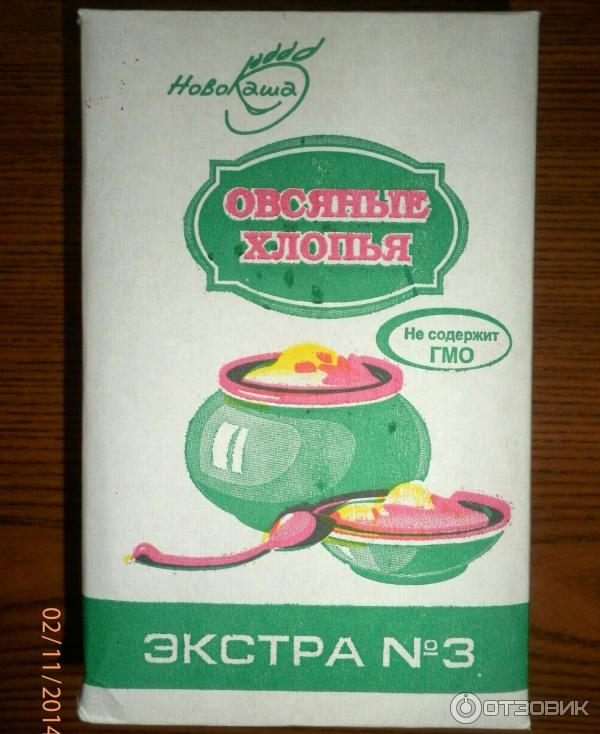 НовоКаша
ОВСЯНЫЕ
ХЛОПЬЯ
Не содержит
ГМО
ЭКСТРА №3
02/11/2014
ОТЗОВИК